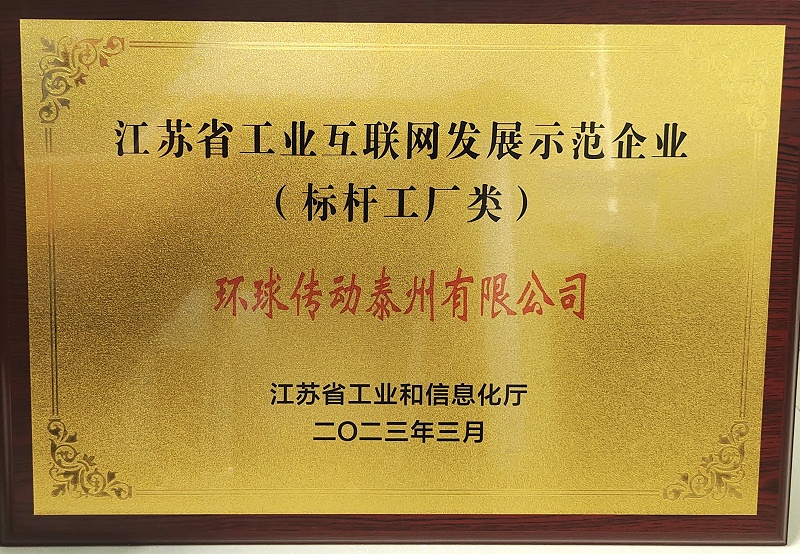 江苏省工业互联网发展示范企业
（标杆工厂类）
环球传动泰州有限公司
江苏省工业和信息化厅
二〇二三年三月